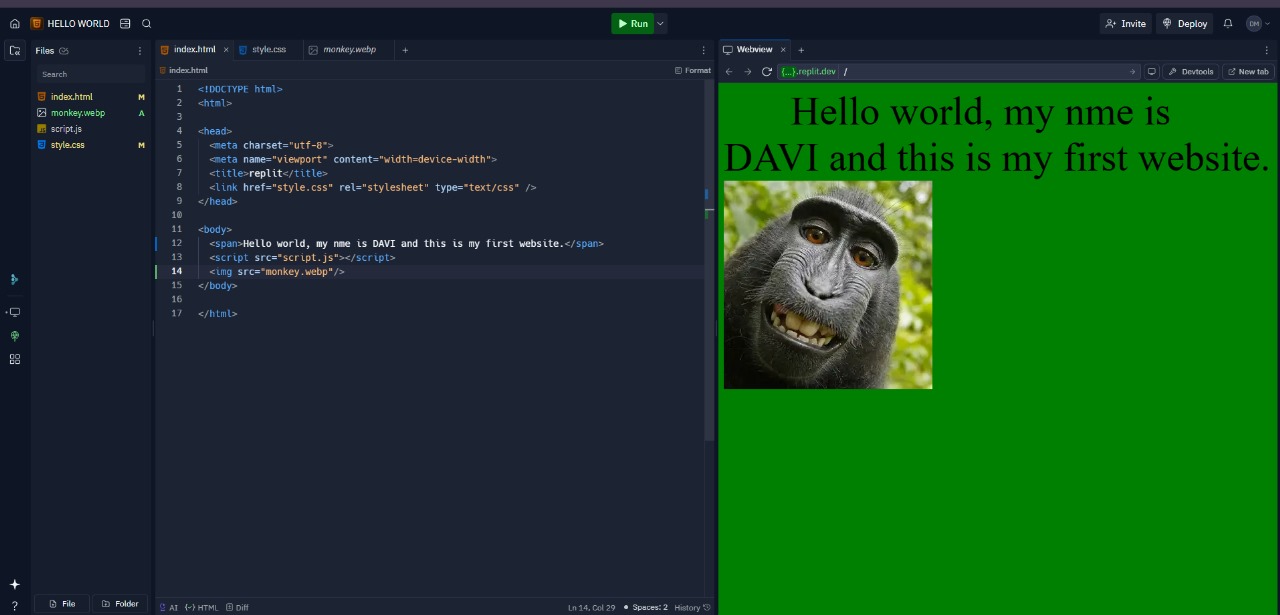 HELLO WORLD
Run
Invite
Deploy
DM
Files
index.html
style.css
monkey.webp
Webview
Search
index.html
Format
{...}.replit.dev /
Devtools
New tab
index.html M
monkey.webp A
script.js
style.css M
1 <!DOCTYPE html>
2 <html>
3
4 <head>
5 <meta charset="utf-8">
6 <meta name="viewport" content="width=device-width">
7 <title>replit</title>
8 <link href="style.css" rel="stylesheet" type="text/css" />
9 </head>
10
11 <body>
12 <span>Hello world, my nme is DAVI and this is my first website.</span>
13 <script src="script.js"></script>
14 <img src="monkey.webp"/>
15 </body>
16
17 </html>
Hello world, my nme is
DAVI and this is my first website.
File
Folder
AI
HTML
Diff
Ln 14, Col 29
Spaces: 2
History